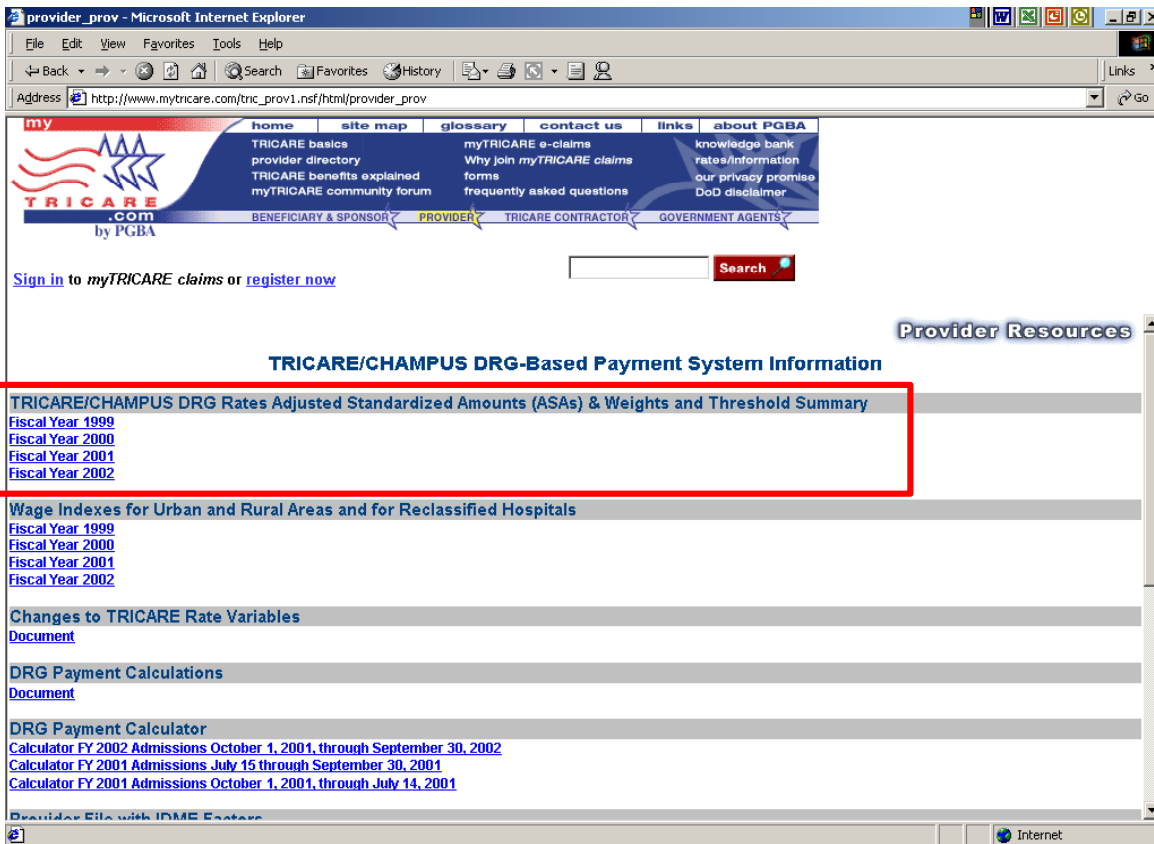 provider_prov - Microsoft Internet Explorer
File Edit View Favorites Tools Help
Back Search Favorites History Links
Address http://www.mytricare.com/tric_prov1.nsf/html/provider_prov Go
my
home site map glossary contact us links about PGBA
TRICARE basics myTRICARE e-claims knowledge bank
provider directory Why join myTRICARE claims rates/information
TRICARE benefits explained forms our privacy promise
myTRICARE community forum frequently asked questions DoD disclaimer
TRICARE
.com
BENEFICIARY & SPONSOR PROVIDER TRICARE CONTRACTOR GOVERNMENT AGENTS
by PGBA
Search
Sign in to myTRICARE claims or register now
Provider Resources
TRICARE/CHAMPUS DRG-Based Payment System Information
TRICARE/CHAMPUS DRG Rates Adjusted Standardized Amounts (ASAs) & Weights and Threshold Summary
Fiscal Year 1999
Fiscal Year 2000
Fiscal Year 2001
Fiscal Year 2002
Wage Indexes for Urban and Rural Areas and for Reclassified Hospitals
Fiscal Year 1999
Fiscal Year 2000
Fiscal Year 2001
Fiscal Year 2002
Changes to TRICARE Rate Variables
Document
DRG Payment Calculations
Document
DRG Payment Calculator
Calculator FY 2002 Admissions October 1, 2001, through September 30, 2002
Calculator FY 2001 Admissions July 15 through September 30, 2001
Calculator FY 2001 Admissions October 1, 2001, through July 14, 2001
Provider File with IDME Factors
Internet